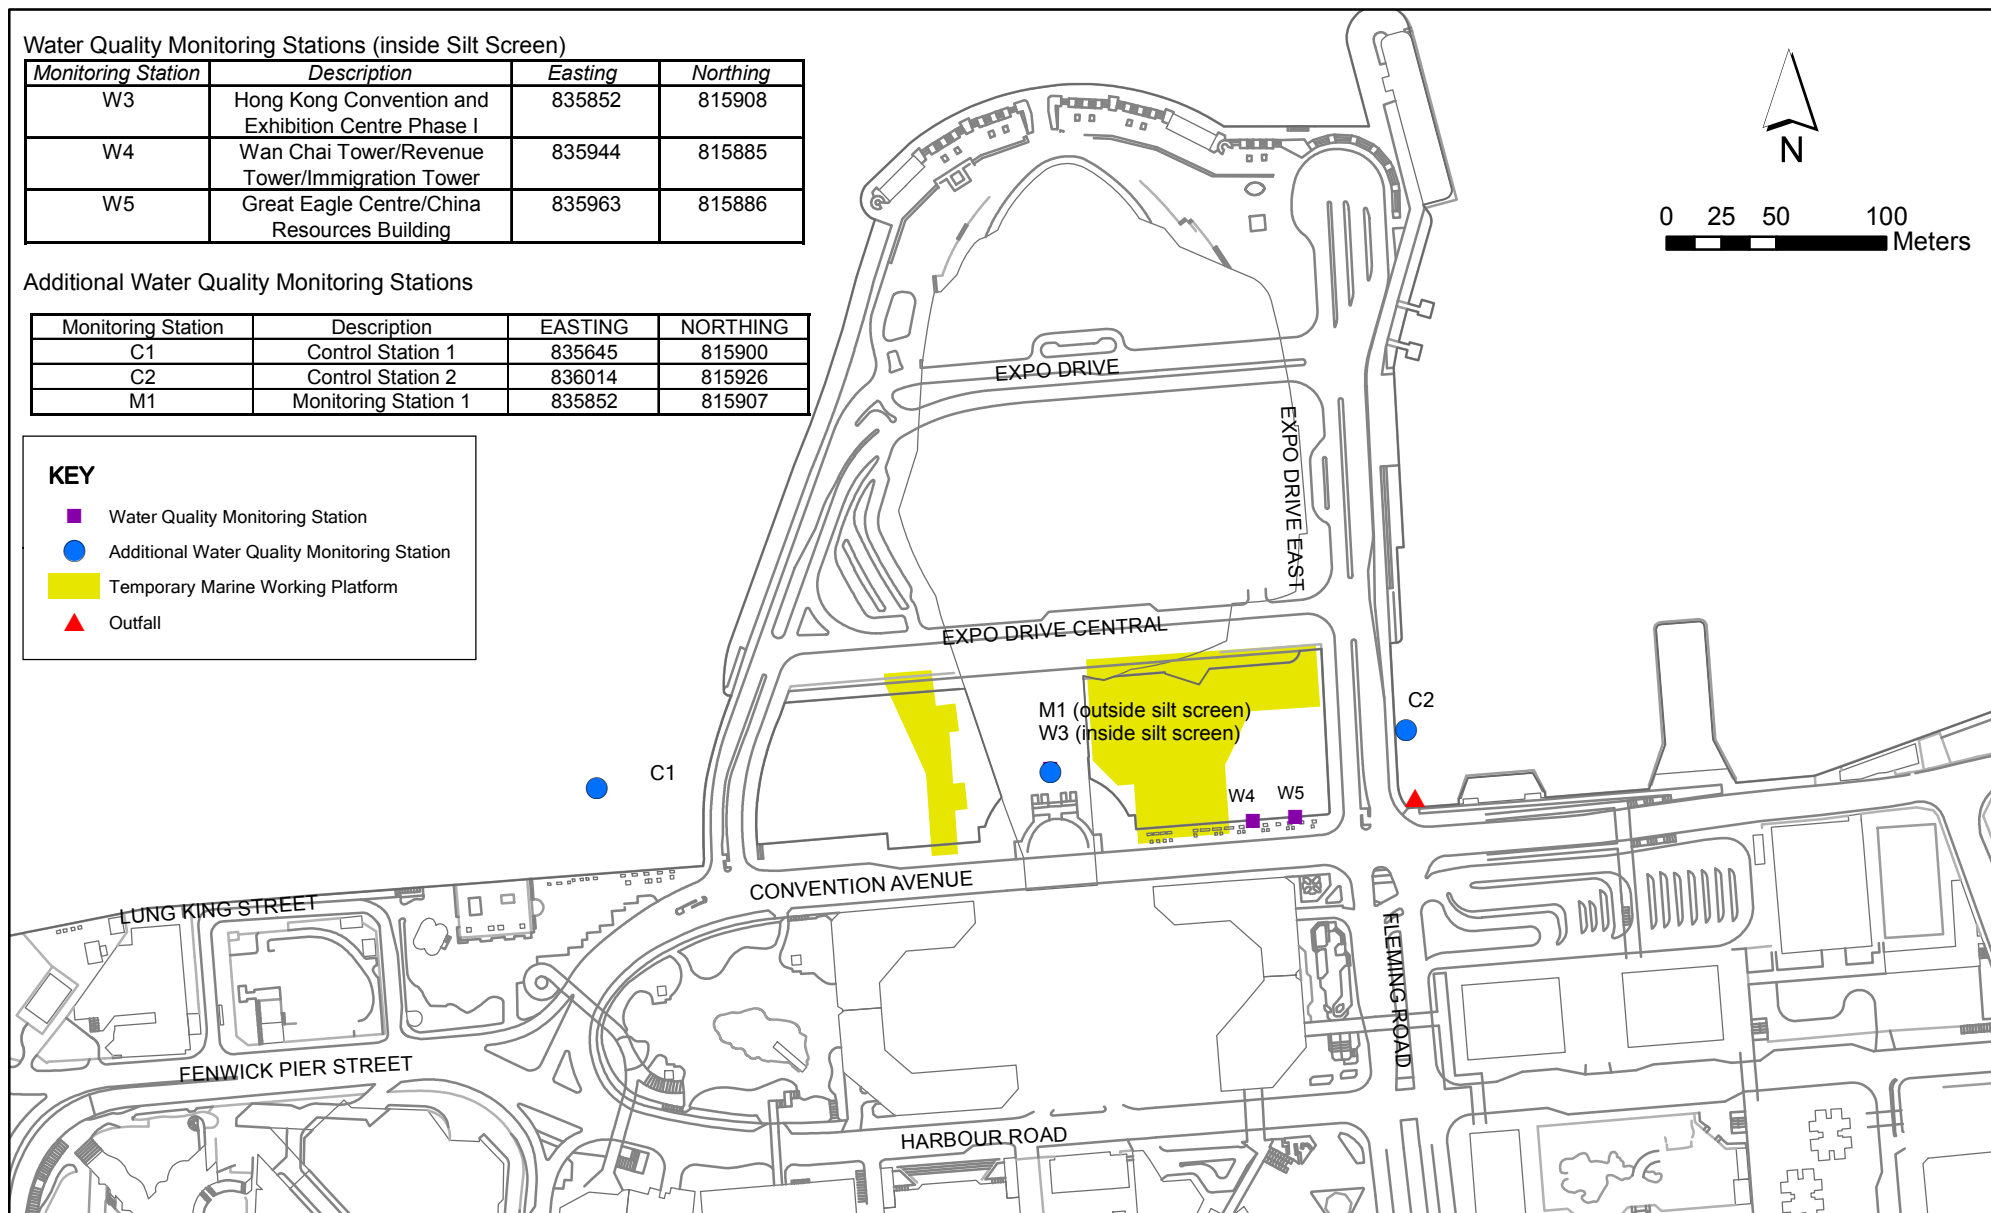 Water Quality Monitoring Stations (inside Silt Screen)
Monitoring Station Description Easting Northing
W3 Hong Kong Convention and 835852 815908
Exhibition Centre Phase I
W4 Wan Chai Tower/Revenue 835944 815885
Tower/Immigration Tower
W5 Great Eagle Centre/China 835963 815886
Resources Building
Additional Water Quality Monitoring Stations
Monitoring Station Description EASTING NORTHING
C1 Control Station 1 835645 815900
C2 Control Station 2 836014 815926
M1 Monitoring Station 1 835852 815907
KEY
Water Quality Monitoring Station
Additional Water Quality Monitoring Station
Temporary Marine Working Platform
Outfall
N
0 25 50 100
Meters
EXPO DRIVE
EXPO DRIVE EAST
EXPO DRIVE CENTRAL
M1 (outside silt screen)
W3 (inside silt screen)
C2
C1
W4
W5
CONVENTION AVENUE
LUNG KING STREET
FLEMING ROAD
FENWICK PIER STREET
HARBOUR ROAD